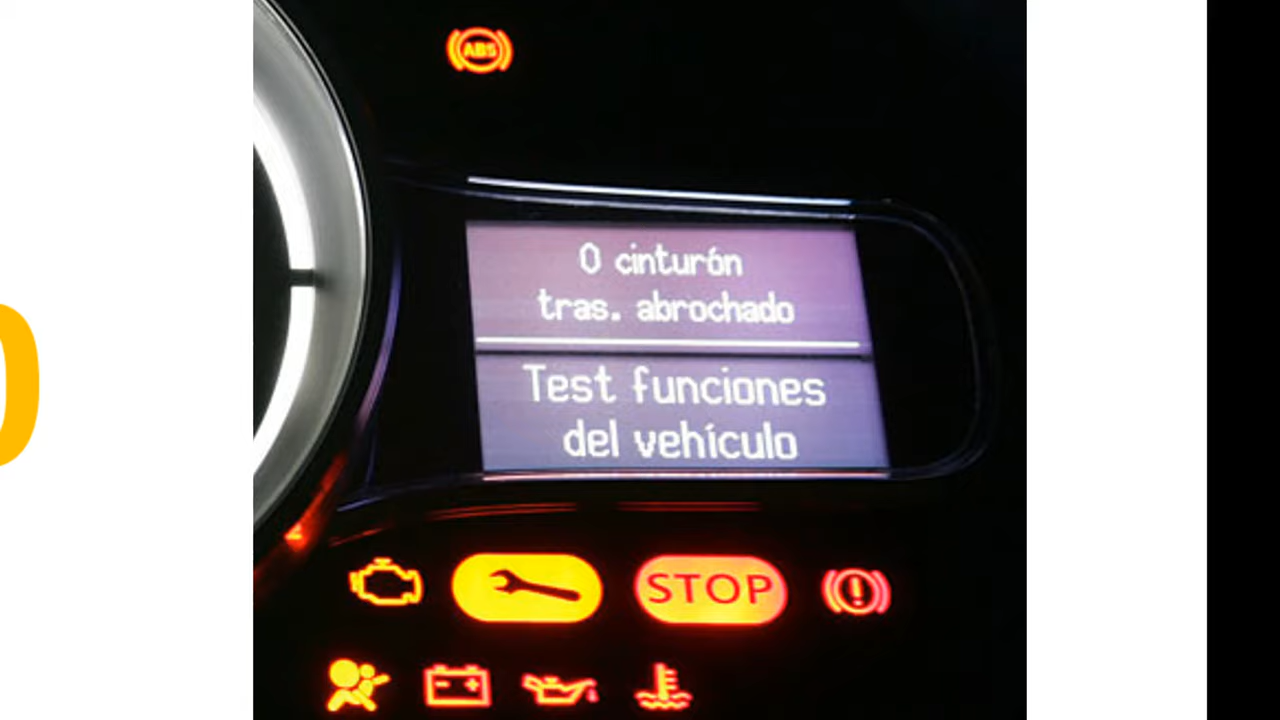 ABS
0 cinturón
tras. abrochado
Test funciones
del vehículo
STOP